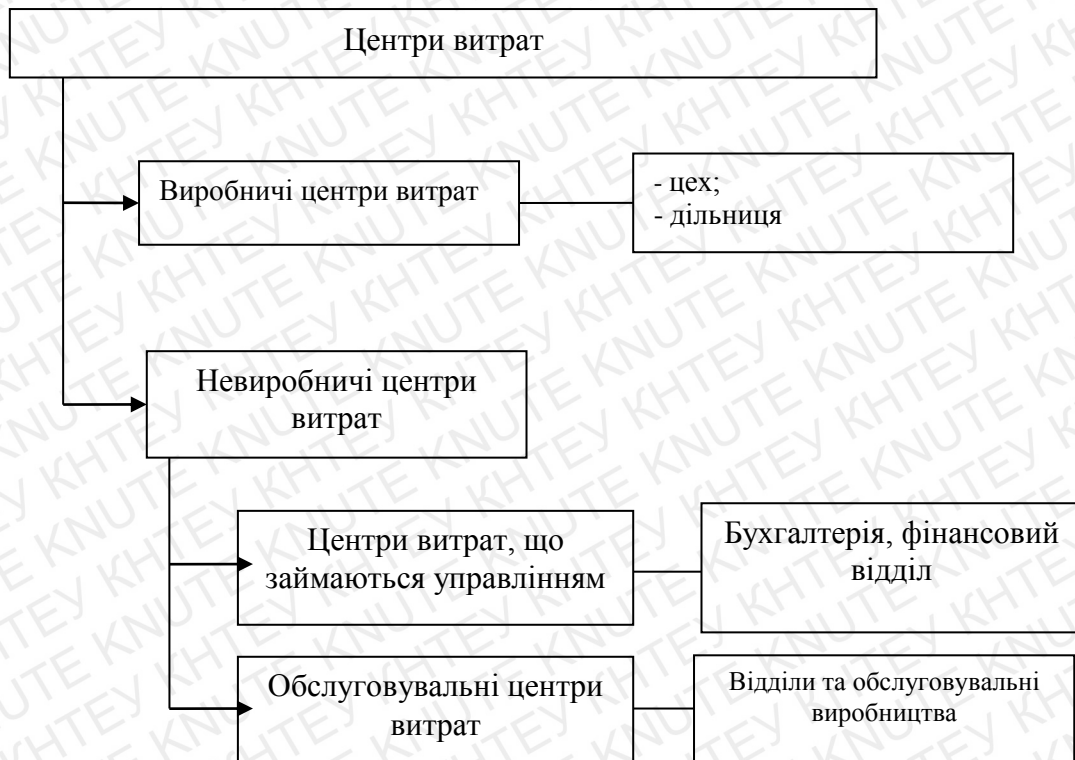 Центри витрат
Виробничі центри витрат
- цех;
- дільниця
Невиробничі центри
витрат
Центри витрат, що
займаються управлінням
Бухгалтерія, фінансовий
відділ
Обслуговувальні центри
витрат
Відділи та обслуговувальні
виробництва